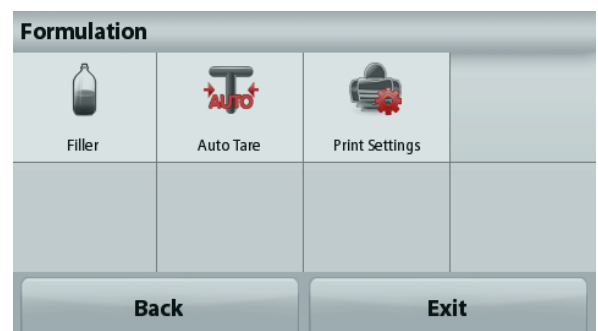 Formulation
AUTO
Filler
Auto Tare
Print Settings
Back
Exit